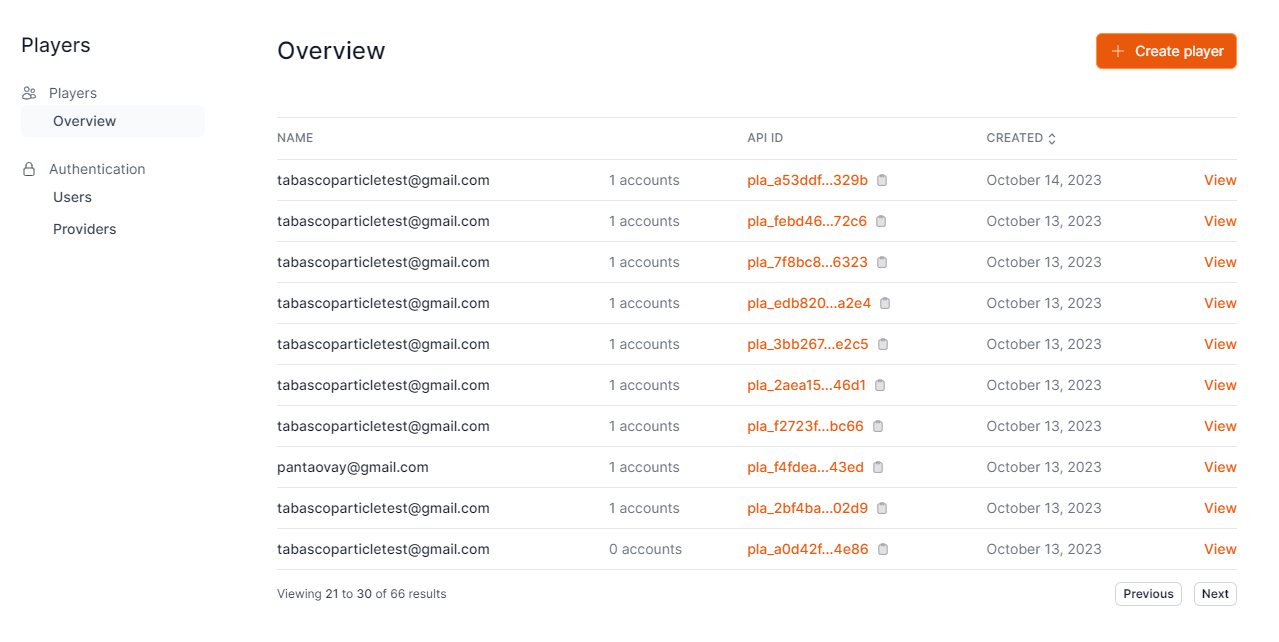 Players
Players
Overview
Authentication
Users
Providers
Overview
Create player
NAME API ID CREATED
tabascoparticletest@gmail.com 1 accounts pla_a53ddf...329b October 14, 2023 View
tabascoparticletest@gmail.com 1 accounts pla_febd46...72c6 October 13, 2023 View
tabascoparticletest@gmail.com 1 accounts pla_7f8bc8...6323 October 13, 2023 View
tabascoparticletest@gmail.com 1 accounts pla_edb820...a2e4 October 13, 2023 View
tabascoparticletest@gmail.com 1 accounts pla_3bb267...e2c5 October 13, 2023 View
tabascoparticletest@gmail.com 1 accounts pla_2aea15...46d1 October 13, 2023 View
tabascoparticletest@gmail.com 1 accounts pla_f2723f...bc66 October 13, 2023 View
pantaovay@gmail.com 1 accounts pla_f4fdea...43ed October 13, 2023 View
tabascoparticletest@gmail.com 1 accounts pla_2bf4ba...02d9 October 13, 2023 View
tabascoparticletest@gmail.com 0 accounts pla_a0d42f...4e86 October 13, 2023 View
Viewing 21 to 30 of 66 results Previous Next